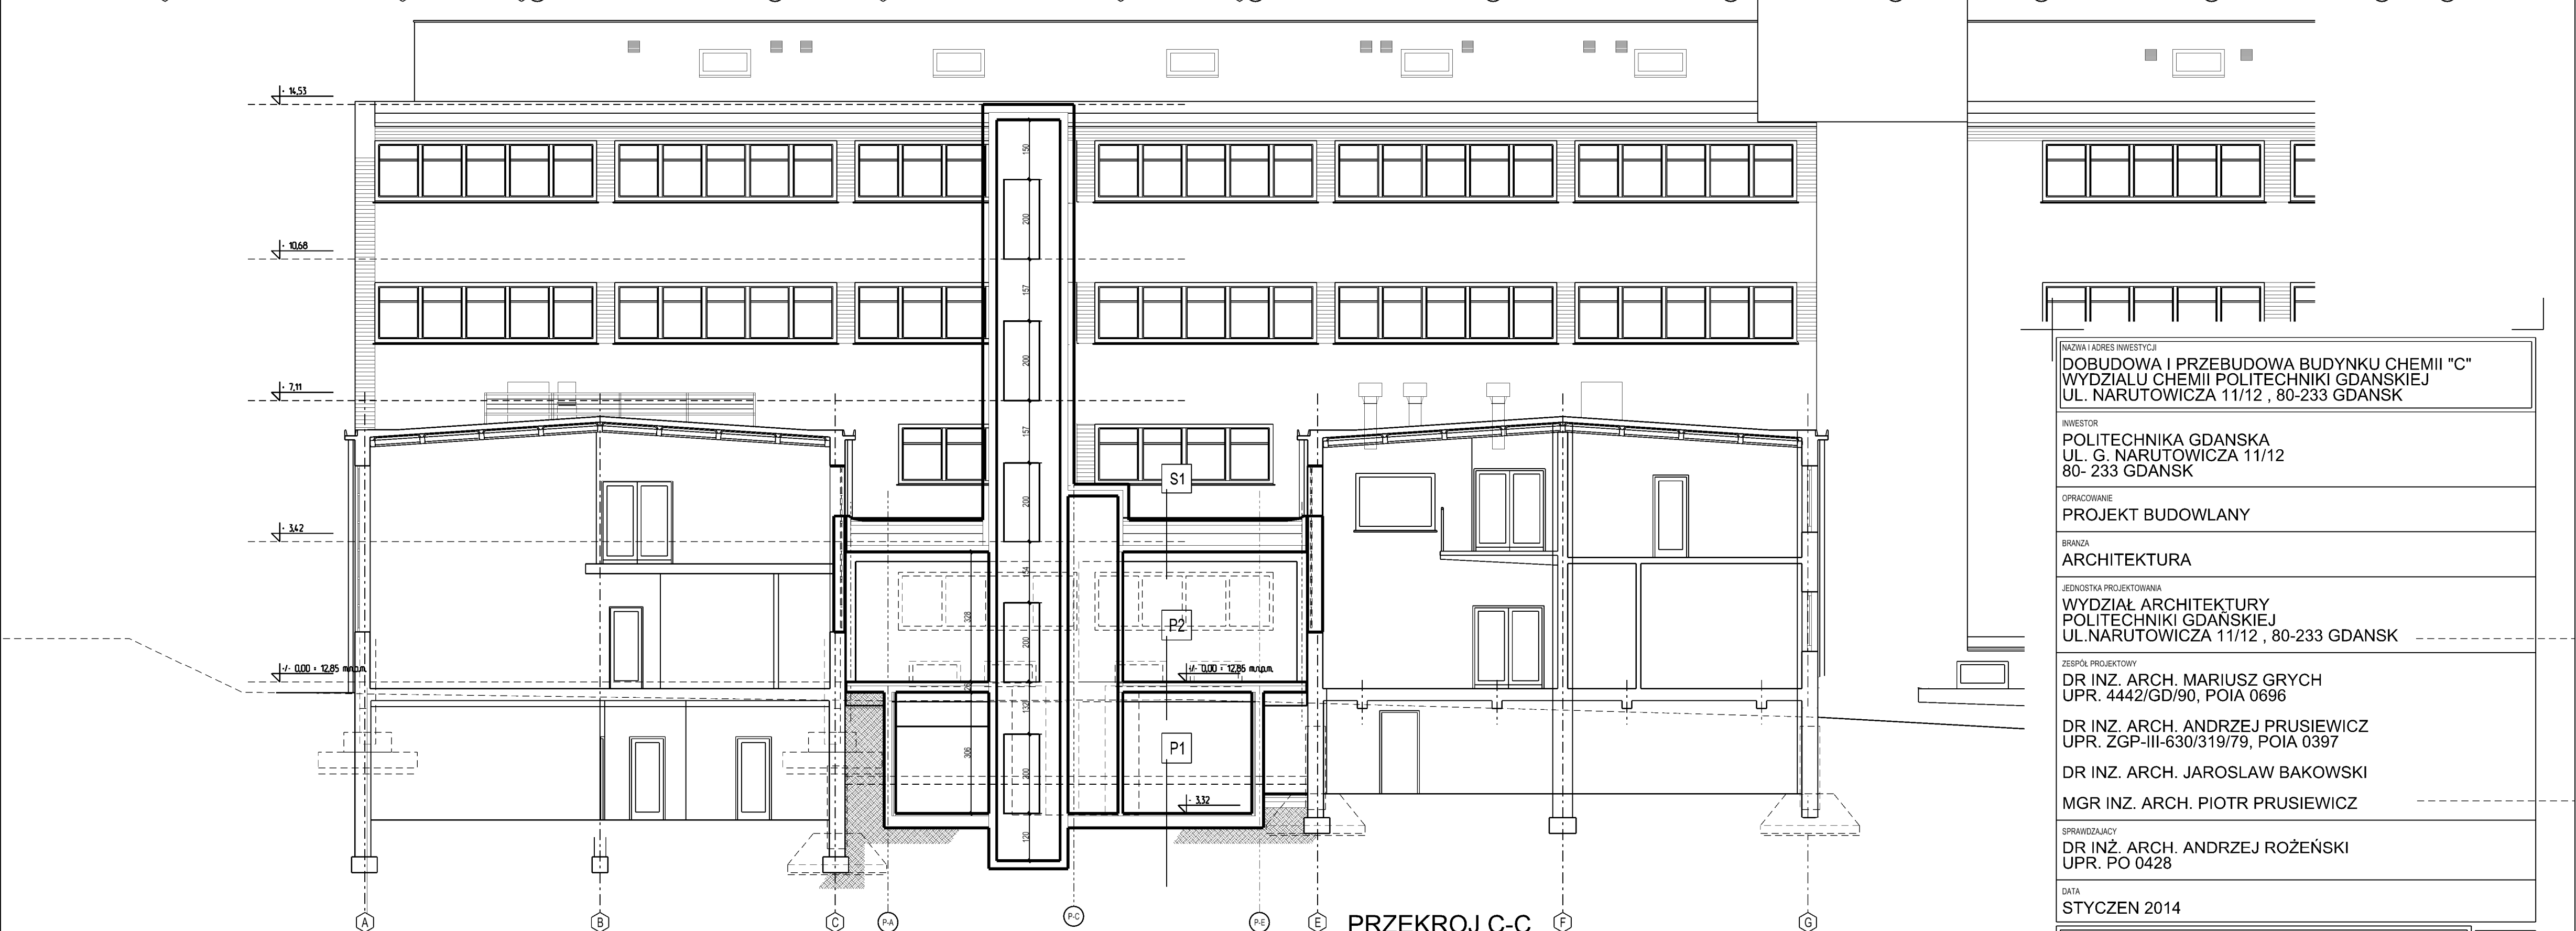 14,53
10,68
7,11
3,42
+/- 0,00 = 12,85 m.n.p.m.
150
200
157
200
157
200
154
328
200
28
132
306
200
120
S1
P2
+/- 0,00 = 12,85 m.n.p.m.
P1
- 3,32
A
B
C
P-A
P-C
P-E
E
F
G
PRZEKROJ C-C
NAZWA I ADRES INWESTYCJI
DOBUDOWA I PRZEBUDOWA BUDYNKU CHEMII "C"
WYDZIALU CHEMII POLITECHNIKI GDANSKIEJ
UL. NARUTOWICZA 11/12 , 80-233 GDANSK
INWESTOR
POLITECHNIKA GDANSKA
UL. G. NARUTOWICZA 11/12
80- 233 GDANSK
OPRACOWANIE
PROJEKT BUDOWLANY
BRANZA
ARCHITEKTURA
JEDNOSTKA PROJEKTOWANIA
WYDZIAŁ ARCHITEKTURY
POLITECHNIKI GDAŃSKIEJ
UL.NARUTOWICZA 11/12 , 80-233 GDANSK
ZESPÓŁ PROJEKTOWY
DR INZ. ARCH. MARIUSZ GRYCH
UPR. 4442/GD/90, POIA 0696
DR INZ. ARCH. ANDRZEJ PRUSIEWICZ
UPR. ZGP-III-630/319/79, POIA 0397
DR INZ. ARCH. JAROSLAW BAKOWSKI
MGR INZ. ARCH. PIOTR PRUSIEWICZ
SPRAWDZAJACY
DR INŻ. ARCH. ANDRZEJ ROŻEŃSKI
UPR. PO 0428
DATA
STYCZEN 2014